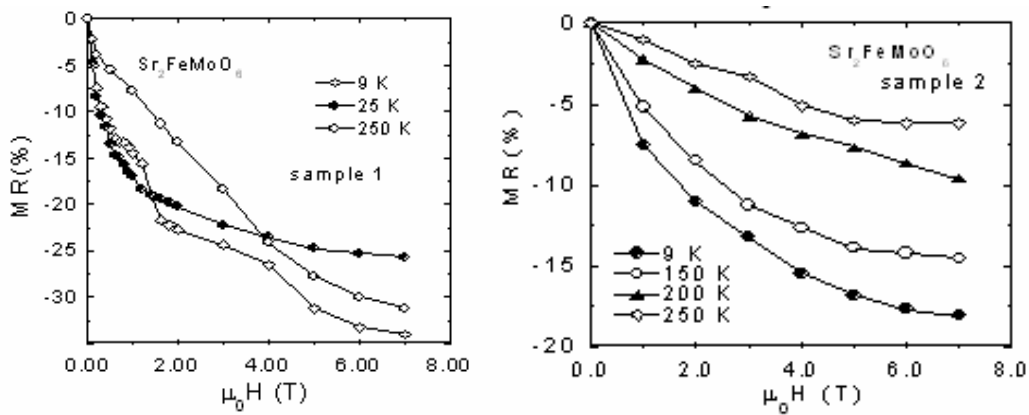 Sr₂FeMoO₆
9 K
25 K
250 K
sample 1
MR(%)
0
-5
-10
-15
-20
-25
-30
0.00
2.00
4.00
6.00
8.00
μ₀H (T)
Sr₂FeMoO₆
sample 2
9 K
150 K
200 K
250 K
MR(%)
0
-5
-10
-15
-20
0.0
2.0
4.0
6.0
8.0
μ₀H (T)